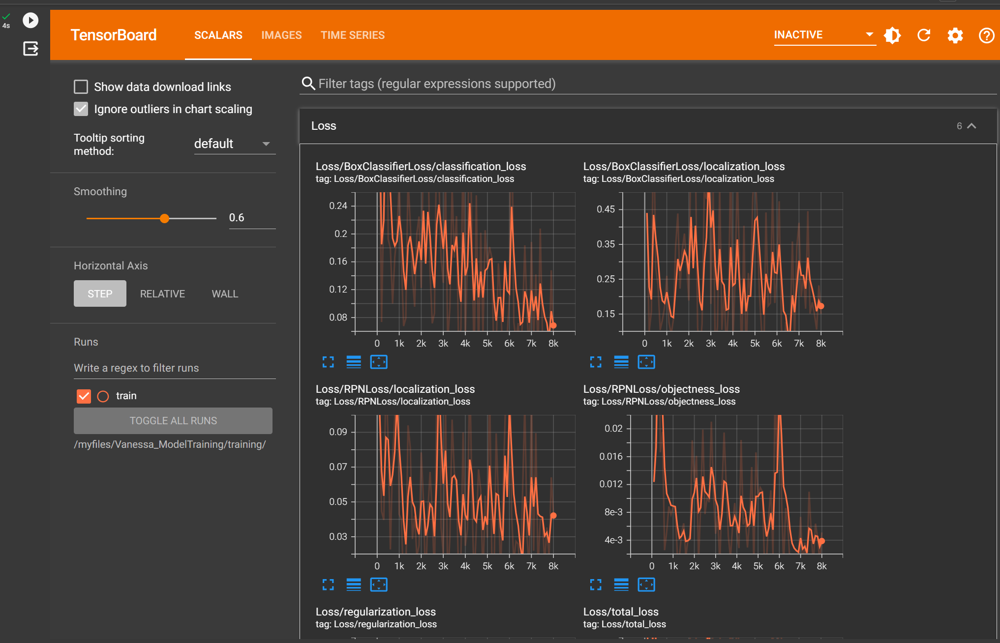 4s
TensorBoard SCALARS IMAGES TIME SERIES INACTIVE
Show data download links
Ignore outliers in chart scaling
Tooltip sorting
method:
default
Smoothing
0.6
Horizontal Axis
STEP RELATIVE WALL
Runs
Write a regex to filter runs
train
TOGGLE ALL RUNS
/myfiles/Vanessa_ModelTraining/training/
Filter tags (regular expressions supported)
Loss 6
Loss/BoxClassifierLoss/classification_loss
tag: Loss/BoxClassifierLoss/classification_loss
0.24
0.2
0.16
0.12
0.08
0 1k 2k 3k 4k 5k 6k 7k 8k
Loss/BoxClassifierLoss/localization_loss
tag: Loss/BoxClassifierLoss/localization_loss
0.45
0.35
0.25
0.15
0 1k 2k 3k 4k 5k 6k 7k 8k
Loss/RPNLoss/localization_loss
tag: Loss/RPNLoss/localization_loss
0.09
0.07
0.05
0.03
0 1k 2k 3k 4k 5k 6k 7k 8k
Loss/RPNLoss/objectness_loss
tag: Loss/RPNLoss/objectness_loss
0.02
0.016
0.012
8e-3
4e-3
0 1k 2k 3k 4k 5k 6k 7k 8k
Loss/regularization_loss
tag: Loss/regularization_loss
Loss/total_loss
tag: Loss/total_loss